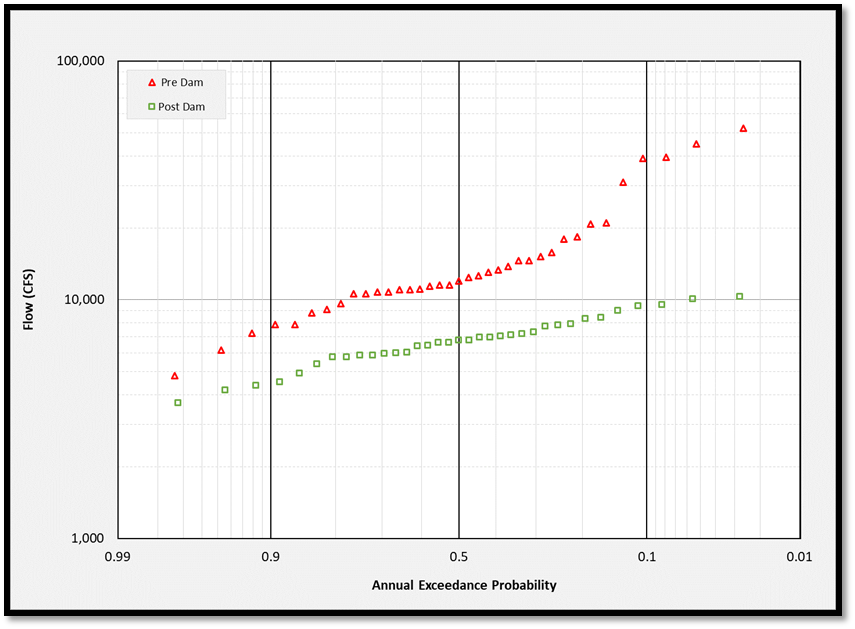 100,000
Pre Dam
Post Dam
10,000
Flow (CFS)
1,000
0.99 0.9 0.5 0.1 0.01
Annual Exceedance Probability